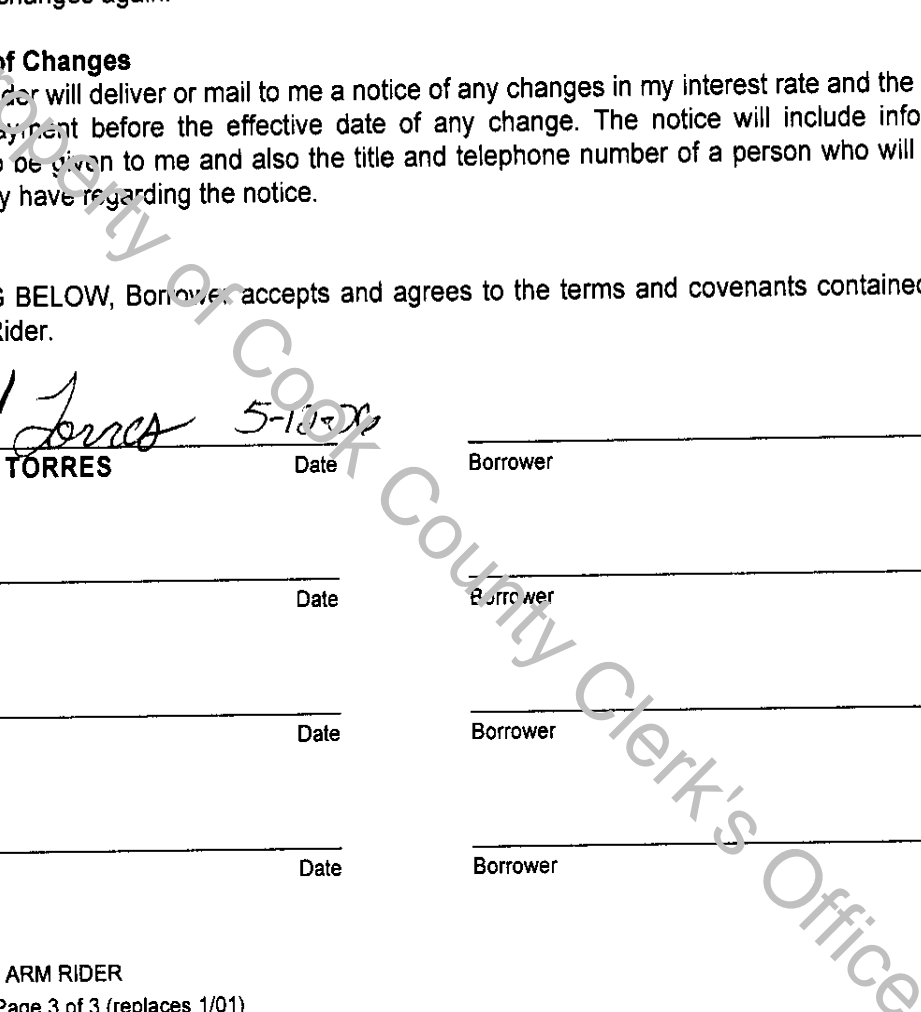 of Changes
der will deliver or mail to me a notice of any changes in my interest rate and the
ayment before the effective date of any change. The notice will include info
be given to me and also the title and telephone number of a person who will
y have regarding the notice.
BELOW, Borrower accepts and agrees to the terms and covenants contained
Rider.
Torres
TORRES Date Borrower
Date Borrower
Date Borrower
Date Borrower
ARM RIDER
Page 3 of 3 (replaces 1/01)
Property of Cook County Clerk's Office